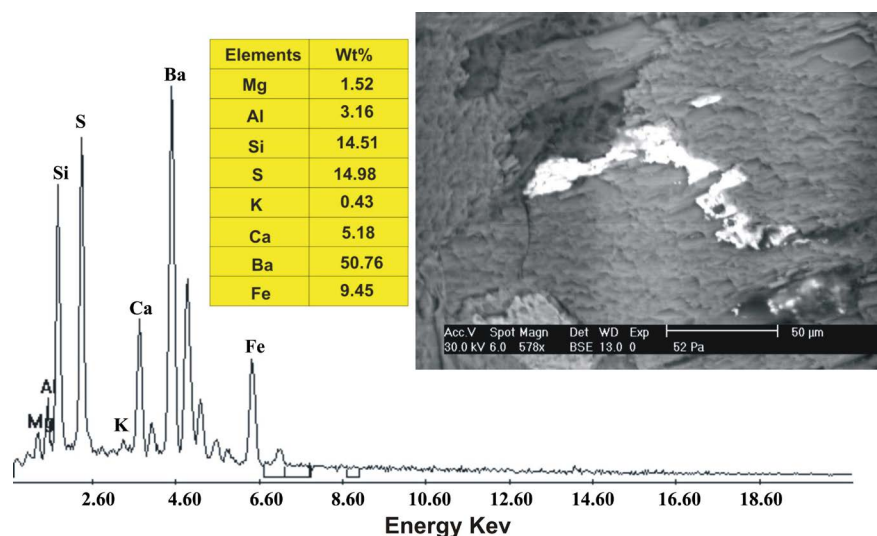 Elements Wt%
Mg 1.52
Al 3.16
Si 14.51
S 14.98
K 0.43
Ca 5.18
Ba 50.76
Fe 9.45
Acc.V Spot Magn Det WD Exp 50 µm
30.0 kV 6.0 578x BSE 13.0 0 52 Pa
Ba
S
Si
Ca
Fe
Al
Mg
K
2.60 4.60 6.60 8.60 10.60 12.60 14.60 16.60 18.60
Energy Kev